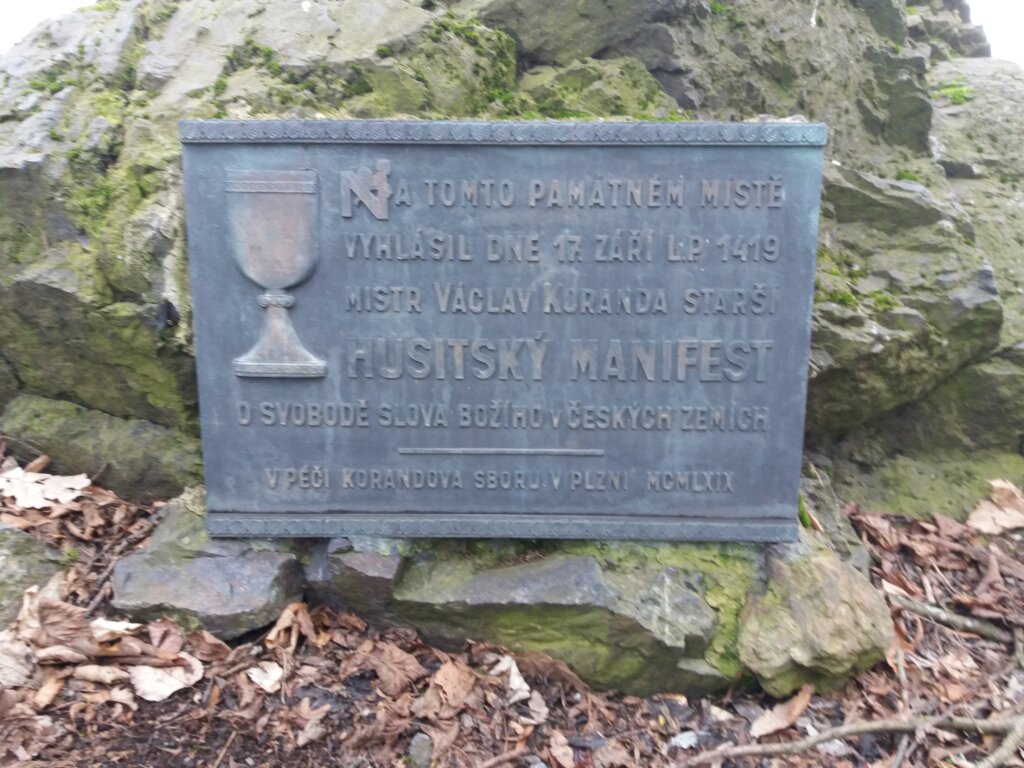 NA TOMTO PAMÁTNÉM MÍSTĚ
VYHLÁSIL DNE 17. ZÁŘÍ L.P. 1419
MISTR VÁCLAV KORANDA STARŠÍ
HUSITSKÝ MANIFEST
O SVOBODĚ SLOVA BOŽÍHO V ČESKÝCH ZEMÍCH
V PÉČI KORANDOVA SBORU V PLZNI MCMLXIX